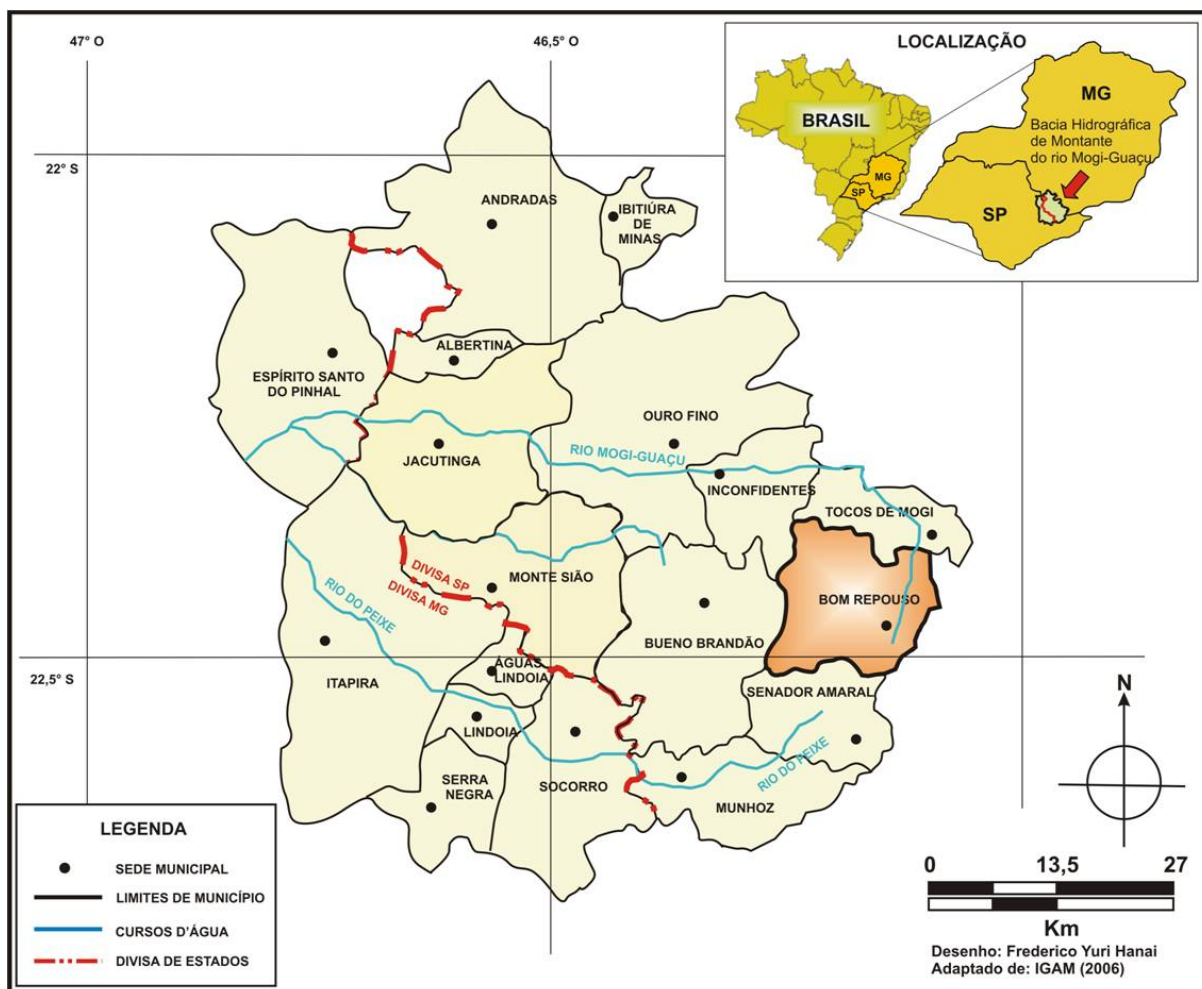 47° O
46,5° O
22° S
22,5° S
LOCALIZAÇÃO
BRASIL
MG
SP
MG
Bacia Hidrográfica
de Montante
do rio Mogi-Guaçu
SP
ANDRADAS
IBITIÚRA
DE
MINAS
ALBERTINA
ESPÍRITO SANTO
DO PINHAL
OURO FINO
JACUTINGA
RIO MOGI-GUAÇU
INCONFIDENTES
TOCOS DE MOGI
MONTE SIÃO
DIVISA SP
DIVISA MG
BOM REPOUSO
RIO DO PEIXE
BUENO BRANDÃO
ITAPIRA
ÁGUAS
LINDOIA
SENADOR AMARAL
LINDOIA
SERRA
NEGRA
SOCORRO
RIO DO PEIXE
MUNHOZ
N
LEGENDA
SEDE MUNICIPAL
LIMITES DE MUNICÍPIO
CURSOS D'ÁGUA
DIVISA DE ESTADOS
0 13,5 27
Km
Desenho: Frederico Yuri Hanai
Adaptado de: IGAM (2006)